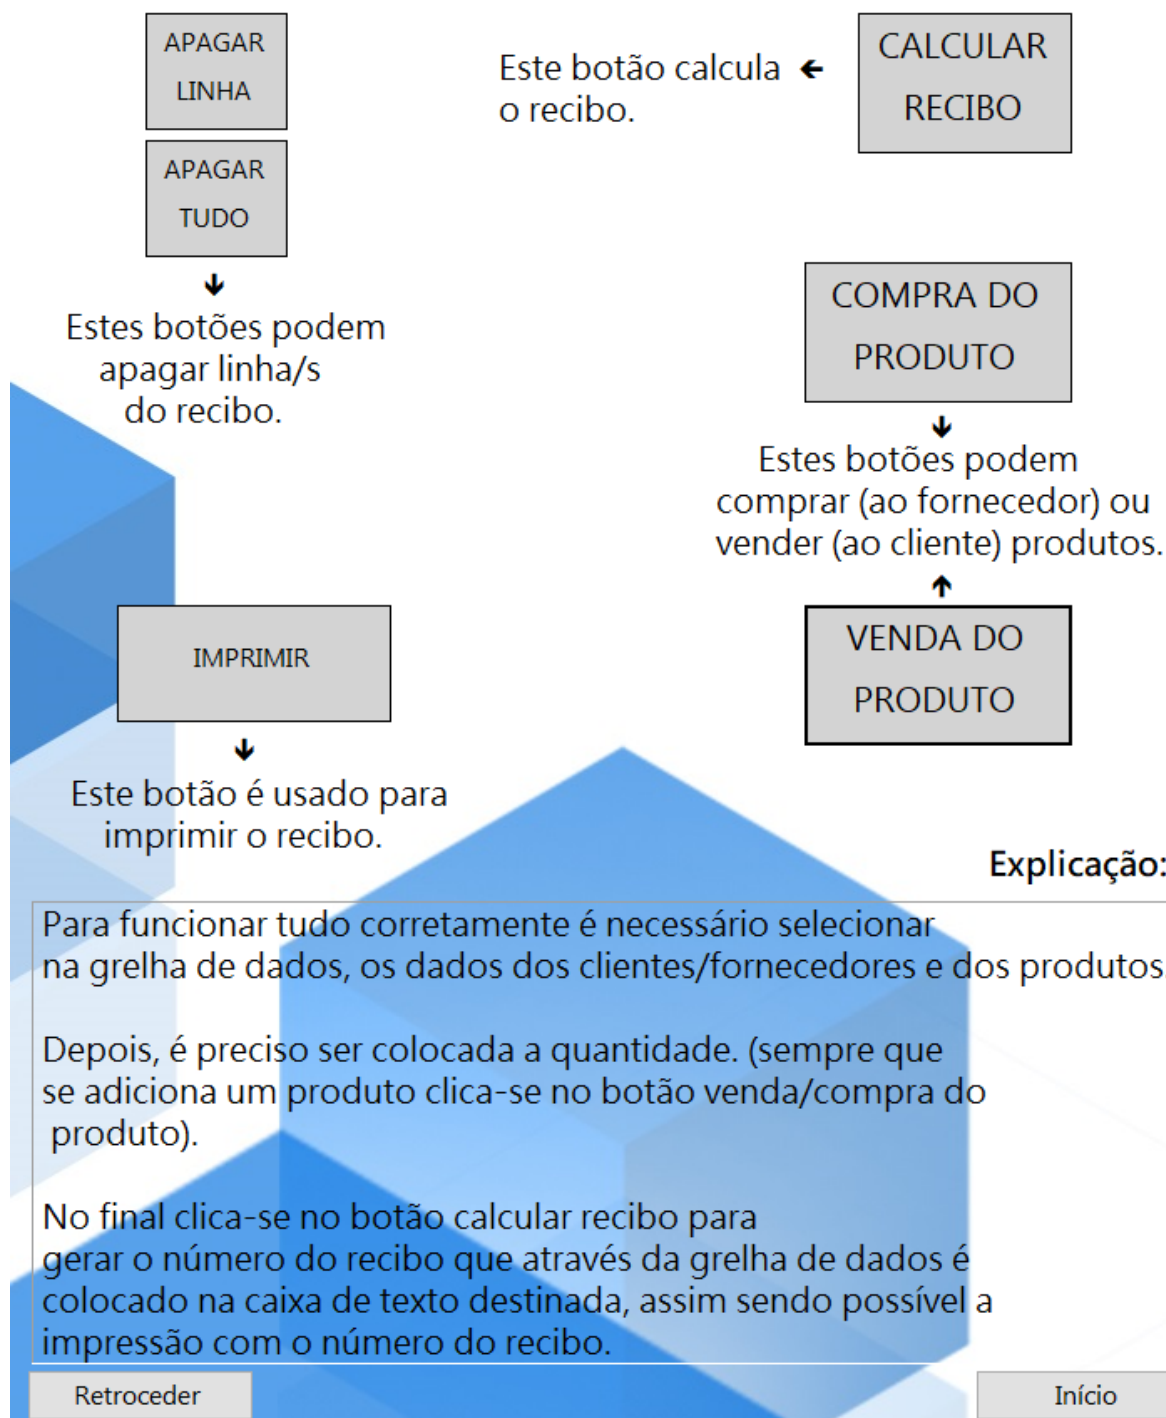 APAGAR
LINHA
APAGAR
TUDO
Estes botões podem
apagar linha/s
do recibo.
Este botão calcula
o recibo.
CALCULAR
RECIBO
COMPRA DO
PRODUTO
Estes botões podem
comprar (ao fornecedor) ou
vender (ao cliente) produtos.
VENDA DO
PRODUTO
IMPRIMIR
Este botão é usado para
imprimir o recibo.
Explicação:
Para funcionar tudo corretamente é necessário selecionar
na grelha de dados, os dados dos clientes/fornecedores e dos produtos.
Depois, é preciso ser colocada a quantidade. (sempre que
se adiciona um produto clica-se no botão venda/compra do
produto).
No final clica-se no botão calcular recibo para
gerar o número do recibo que através da grelha de dados é
colocado na caixa de texto destinada, assim sendo possível a
impressão com o número do recibo.
Retroceder
Início